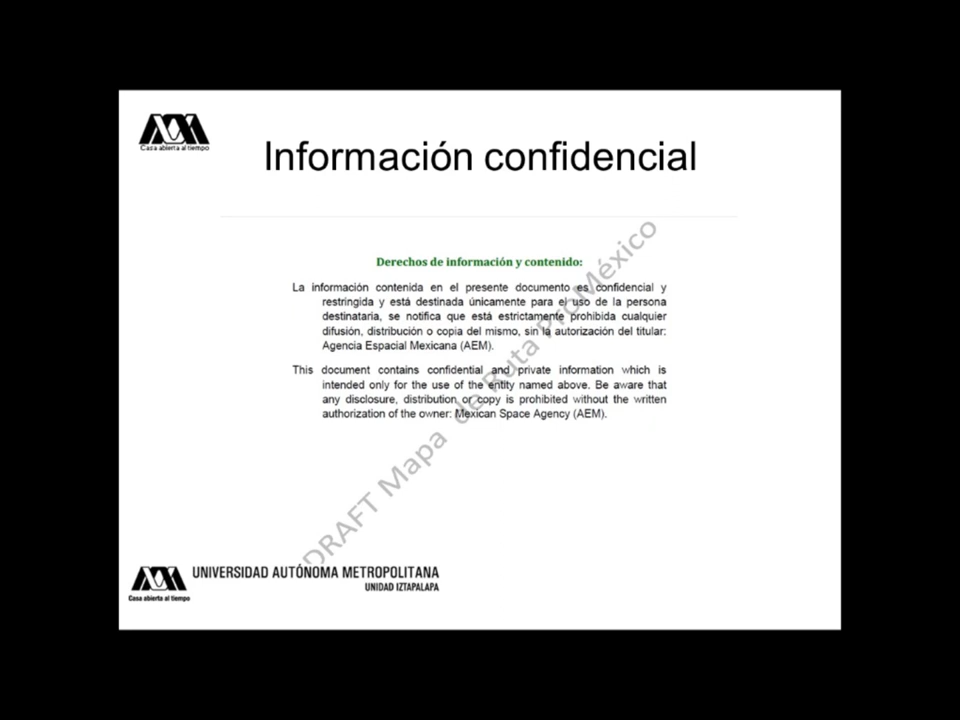 Casa abierta al tiempo
Información confidencial
Derechos de información y contenido:
La información contenida en el presente documento es confidencial y
restringida y está destinada únicamente para el uso de la persona
destinataria, se notifica que está estrictamente prohibida cualquier
difusión, distribución o copia del mismo, sin la autorización del titular:
Agencia Espacial Mexicana (AEM).
This document contains confidential and private information which is
intended only for the use of the entity named above. Be aware that
any disclosure, distribution or copy is prohibited without the written
authorization of the owner: Mexican Space Agency (AEM).
DRAFT Mapa de Ruta ProMéxico
UNIVERSIDAD AUTÓNOMA METROPOLITANA
UNIDAD IZTAPALAPA
Casa abierta al tiempo